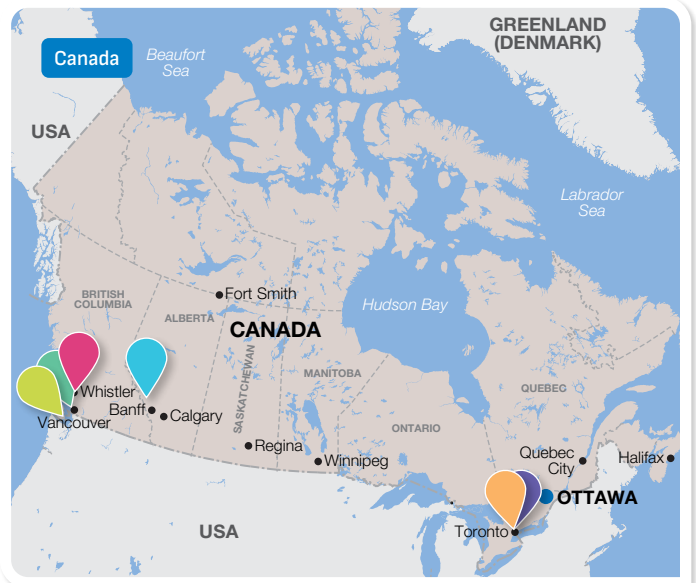 GREENLAND
(DENMARK)
Canada
Beaufort
Sea
USA
Labrador
Sea
BRITISH
COLUMBIA
Fort Smith
Hudson Bay
ALBERTA
CANADA
SASKATCHEWAN
MANITOBA
Whistler
QUEBEC
Banff
Calgary
Vancouver
ONTARIO
Regina
Quebec
City
Halifax
Winnipeg
OTTAWA
USA
Toronto